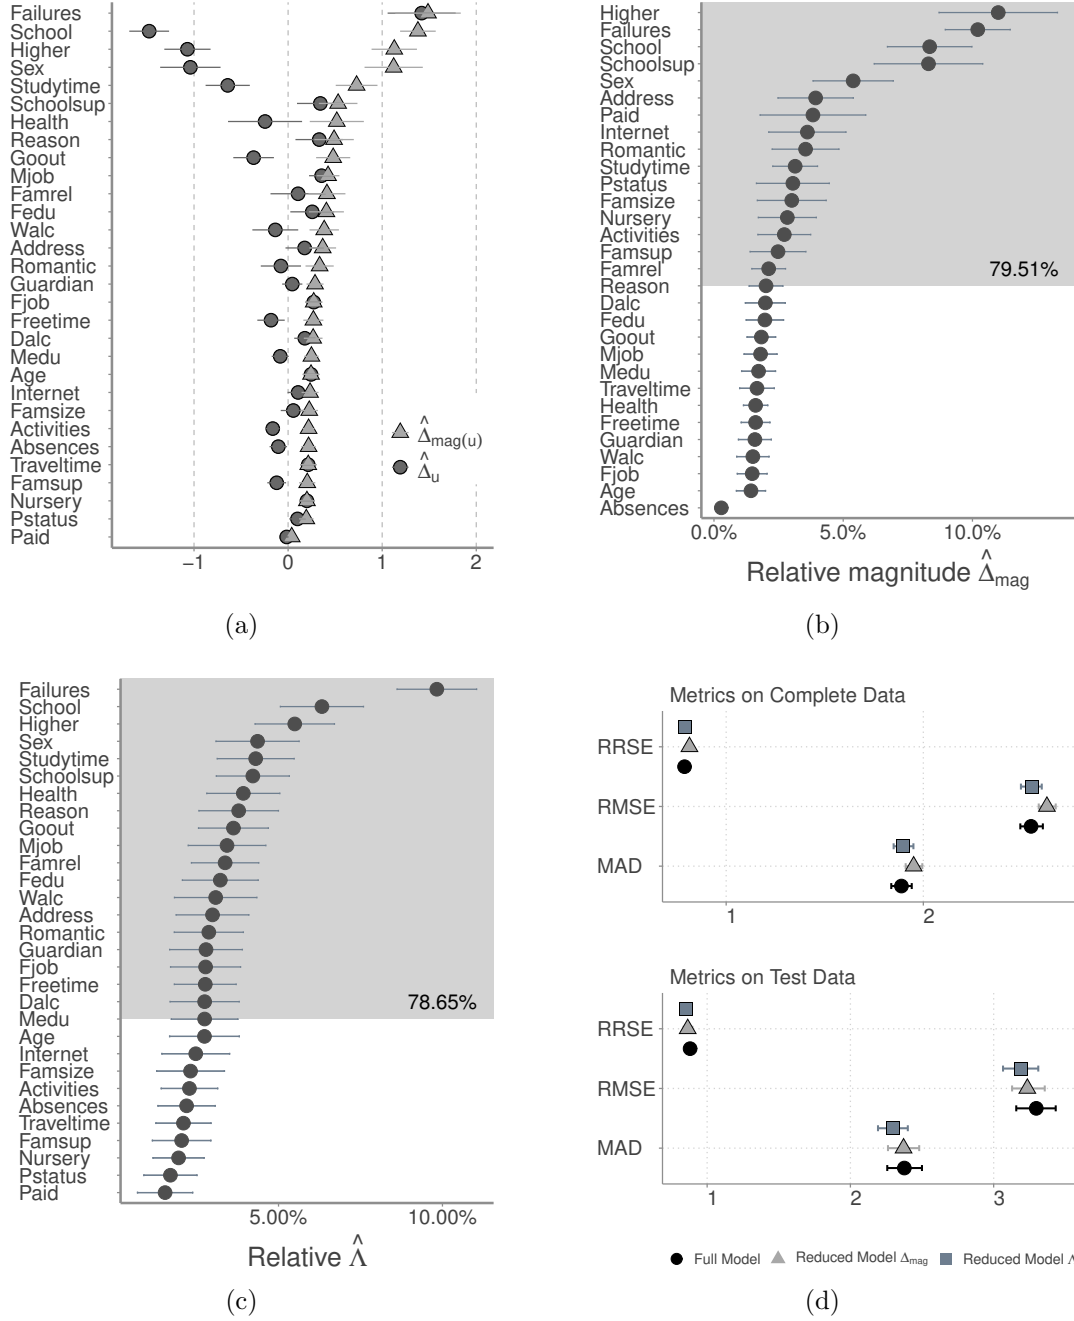 Failures
School
Higher
Sex
Studytime
Schoolsup
Health
Reason
Goout
Mjob
Famrel
Fedu
Walc
Address
Romantic
Guardian
Fjob
Freetime
Dalc
Medu
Age
Internet
Famsize
Activities
Absences
Traveltime
Famsup
Nursery
Pstatus
Paid
Δ̂mag(u)
Δ̂u
−1 0 1 2
(a)
Higher
Failures
School
Schoolsup
Sex
Address
Paid
Internet
Romantic
Studytime
Pstatus
Famsize
Nursery
Activities
Famsup
Famrel
Reason
Dalc
Fedu
Goout
Mjob
Medu
Traveltime
Health
Freetime
Guardian
Walc
Fjob
Age
Absences
79.51%
0.0% 5.0% 10.0%
Relative magnitude Δ̂mag
(b)
Failures
School
Higher
Sex
Studytime
Schoolsup
Health
Reason
Goout
Mjob
Famrel
Fedu
Walc
Address
Romantic
Guardian
Fjob
Freetime
Dalc
Medu
Age
Internet
Famsize
Activities
Absences
Traveltime
Famsup
Nursery
Pstatus
Paid
78.65%
5.00% 10.00%
Relative Λ̂
(c)
Metrics on Complete Data
RRSE
RMSE
MAD
1 2
Metrics on Test Data
RRSE
RMSE
MAD
1 2 3
Full Model Reduced Model Δmag Reduced Model Λ
(d)